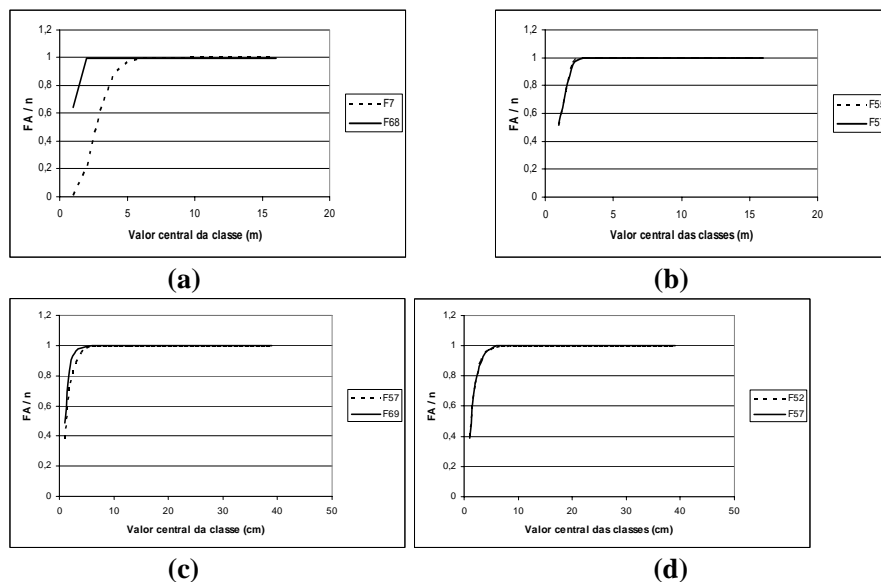 1,2
1
0,8
0,6
0,4
0,2
0
FA / n
0 5 10 15 20
Valor central da classe (m)
F7
F68
(a)
1,2
1
0,8
0,6
0,4
0,2
0
FA / n
0 5 10 15 20
Valor central das classes (m)
(b)
1,2
1
0,8
0,6
0,4
0,2
0
FA / n
0 10 20 30 40 50
Valor central da classe (cm)
F57
F69
(c)
1,2
1
0,8
0,6
0,4
0,2
0
FA / n
0 10 20 30 40 50
Valor central das classes (cm)
F52
F57
(d)